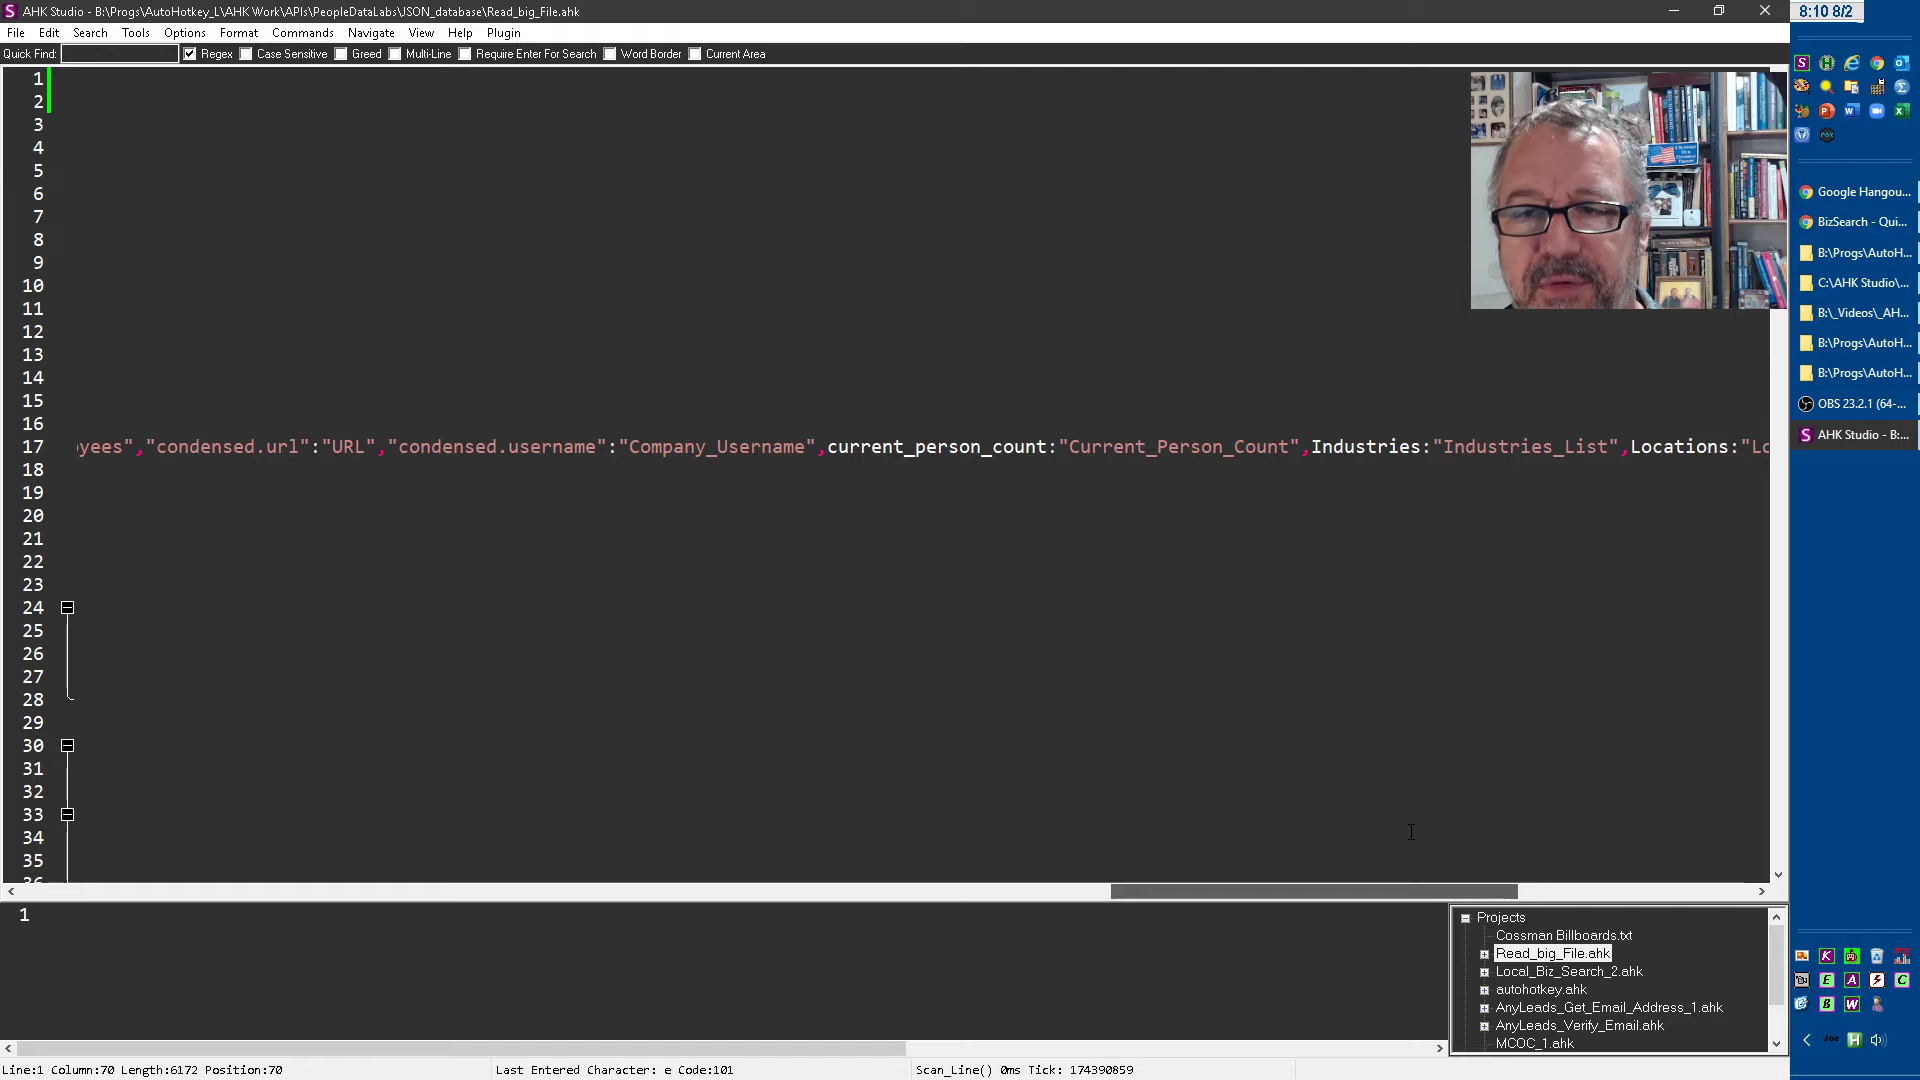 AHK Studio - B:\Progs\AutoHotkey_L\AHK Work\APIs\PeopleDataLabs\JSON_database\Read_big_File.ahk
8:10 8/2
File Edit Search Tools Options Format Commands Navigate View Help Plugin
Quick Find: Regex Case Sensitive Greed Multi-Line Require Enter For Search Word Border Current Area
1
2
3
4
5
6
7
8
9
10
11
12
13
14
15
16
17 yees","condensed.url":"URL","condensed.username":"Company_Username",current_person_count:"Current_Person_Count",Industries:"Industries_List",Locations:"Lo
18
19
20
21
22
23
24
25
26
27
28
29
30
31
32
33
34
35
36
Google Hangou...
BizSearch - Qui...
B:\Progs\AutoH...
C:\AHK Studio\...
B:\_Videos\_AH...
B:\Progs\AutoH...
B:\Progs\AutoH...
OBS 23.2.1 (64-...
AHK Studio - B:...
1
Projects
Cossman Billboards.txt
Read_big_File.ahk
Local_Biz_Search_2.ahk
autohotkey.ahk
AnyLeads_Get_Email_Address_1.ahk
AnyLeads_Verify_Email.ahk
MCOC_1.ahk
Joe
Line:1 Column:70 Length:6172 Position:70 Last Entered Character: e Code:101 Scan_Line() 0ms Tick: 174390859